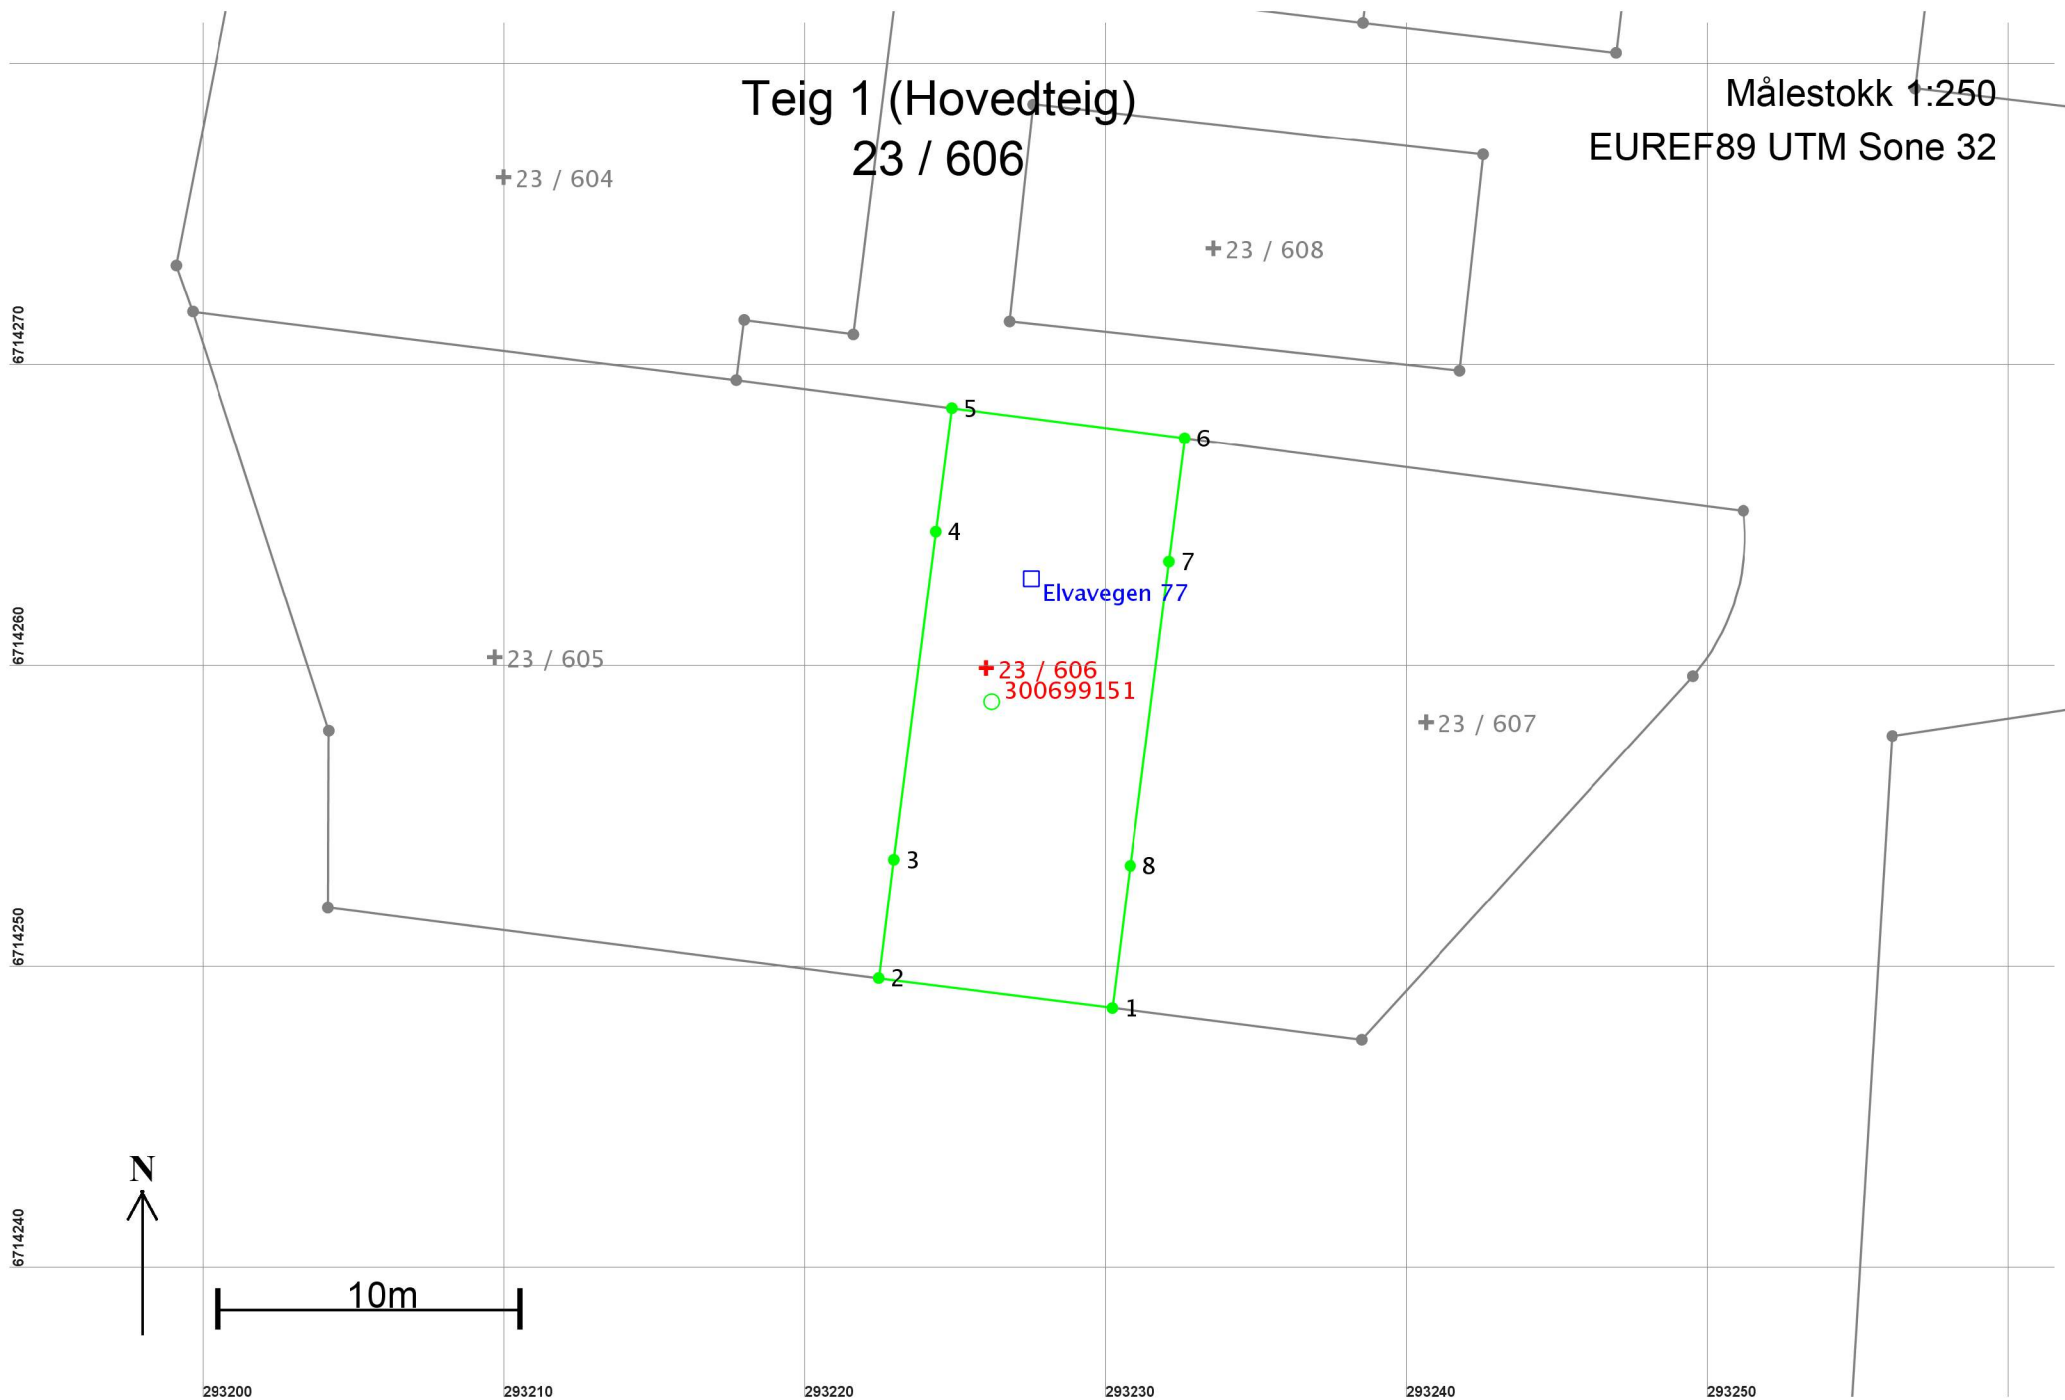 Teig 1 (Hovedteig)
23 / 606
Målestokk 1:250
EUREF89 UTM Sone 32
23 / 604
23 / 608
6714270
5
6
4
7
Elvavegen 77
6714260
23 / 605
23 / 606
300699151
23 / 607
3
8
6714250
2
1
N
6714240
10m
293200
293210
293220
293230
293240
293250